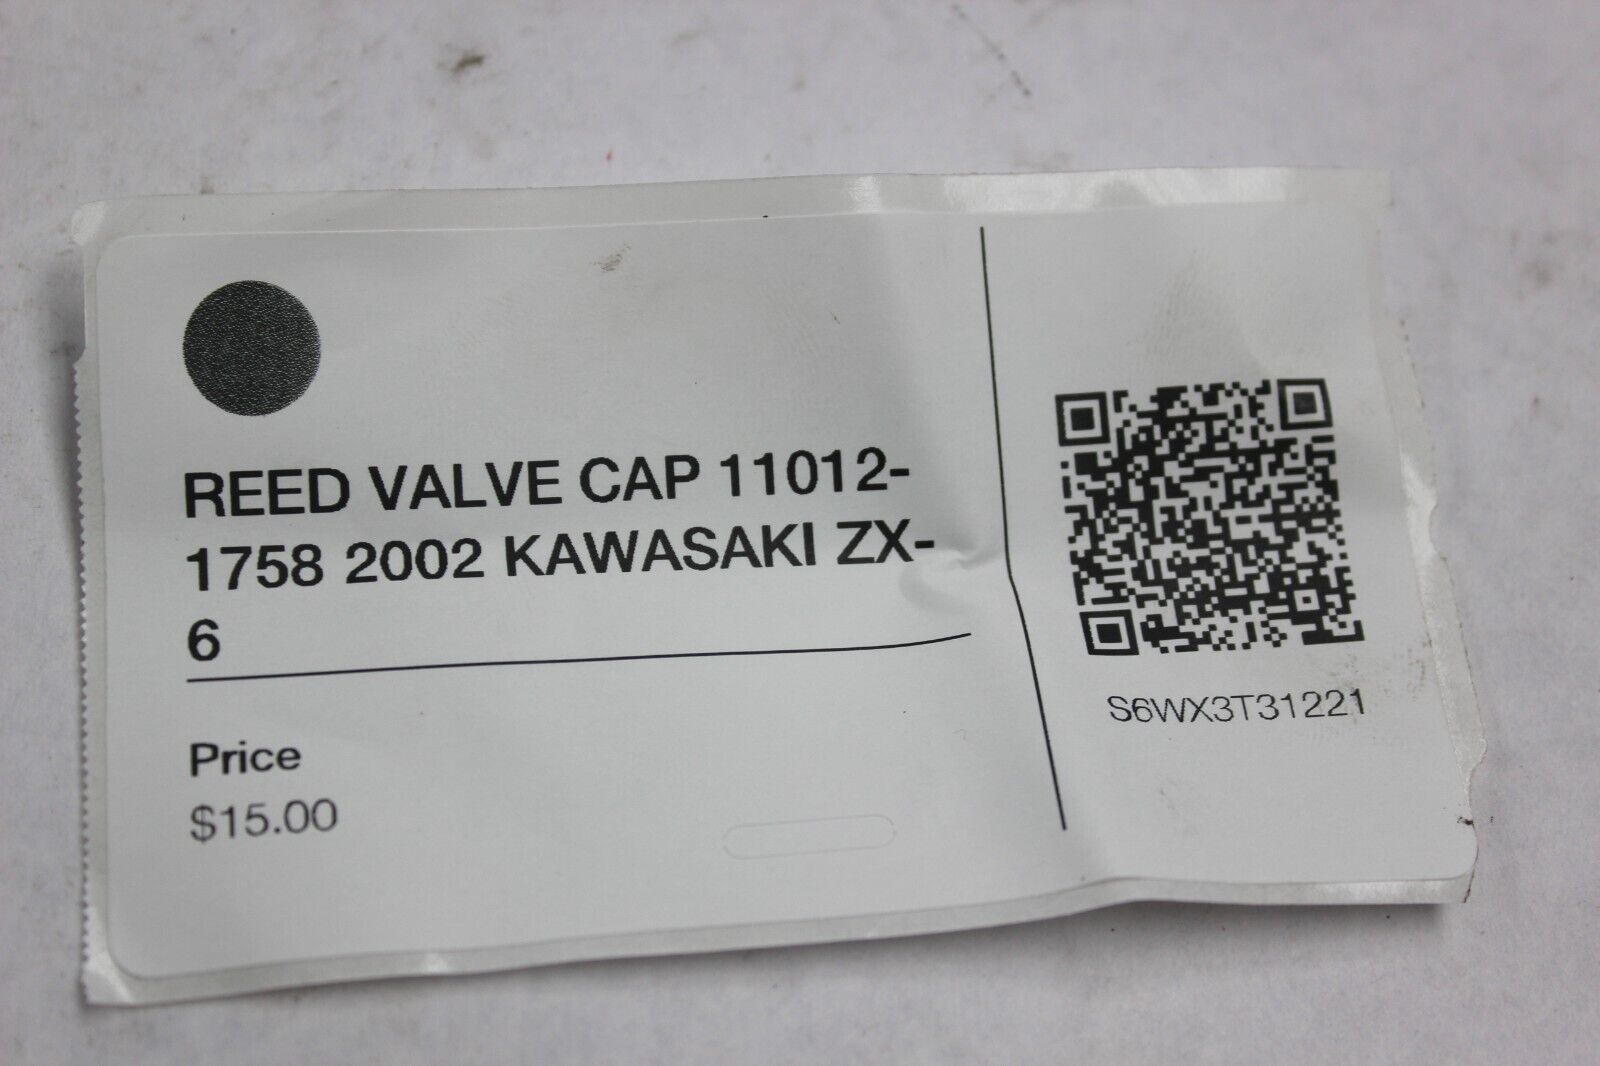 REED VALVE CAP 11012-
1758 2002 KAWASAKI ZX-
6
Price
$15.00
S6WX3T31221